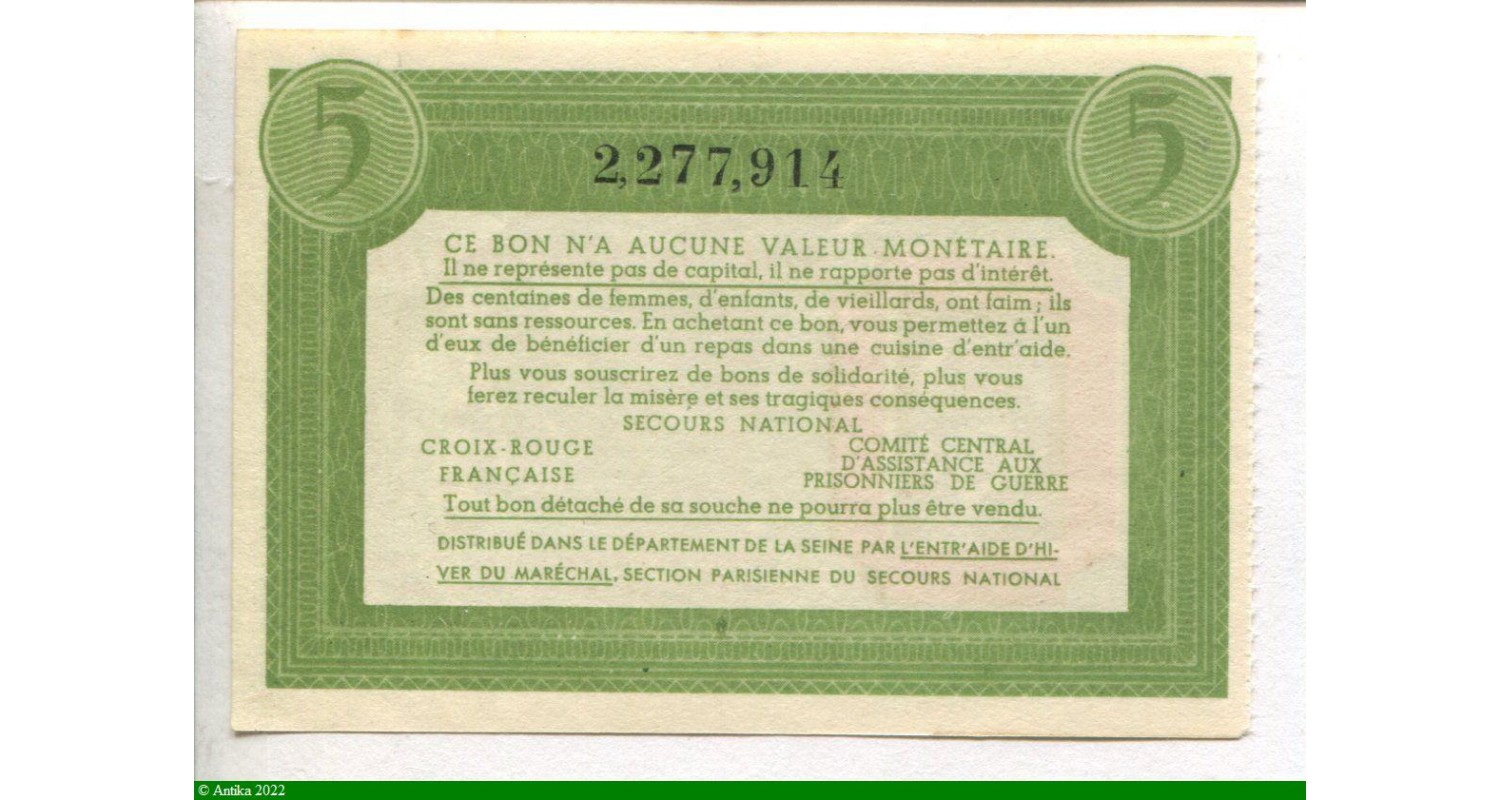 5 5
2,277,914
CE BON N'A AUCUNE VALEUR MONÉTAIRE.
Il ne représente pas de capital, il ne rapporte pas d'intérêt.
Des centaines de femmes, d'enfants, de vieillards, ont faim ; ils
sont sans ressources. En achetant ce bon, vous permettez à l'un
d'eux de bénéficier d'un repas dans une cuisine d'entr'aide.
Plus vous souscrirez de bons de solidarité, plus vous
ferez reculer la misère et ses tragiques conséquences.
SECOURS NATIONAL
CROIX-ROUGE
FRANÇAISE
COMITÉ CENTRAL
D'ASSISTANCE AUX
PRISONNIERS DE GUERRE
Tout bon détaché de sa souche ne pourra plus être vendu.
DISTRIBUÉ DANS LE DÉPARTEMENT DE LA SEINE PAR L'ENTR'AIDE D'HI-
VER DU MARÉCHAL, SECTION PARISIENNE DU SECOURS NATIONAL
© Antika 2022